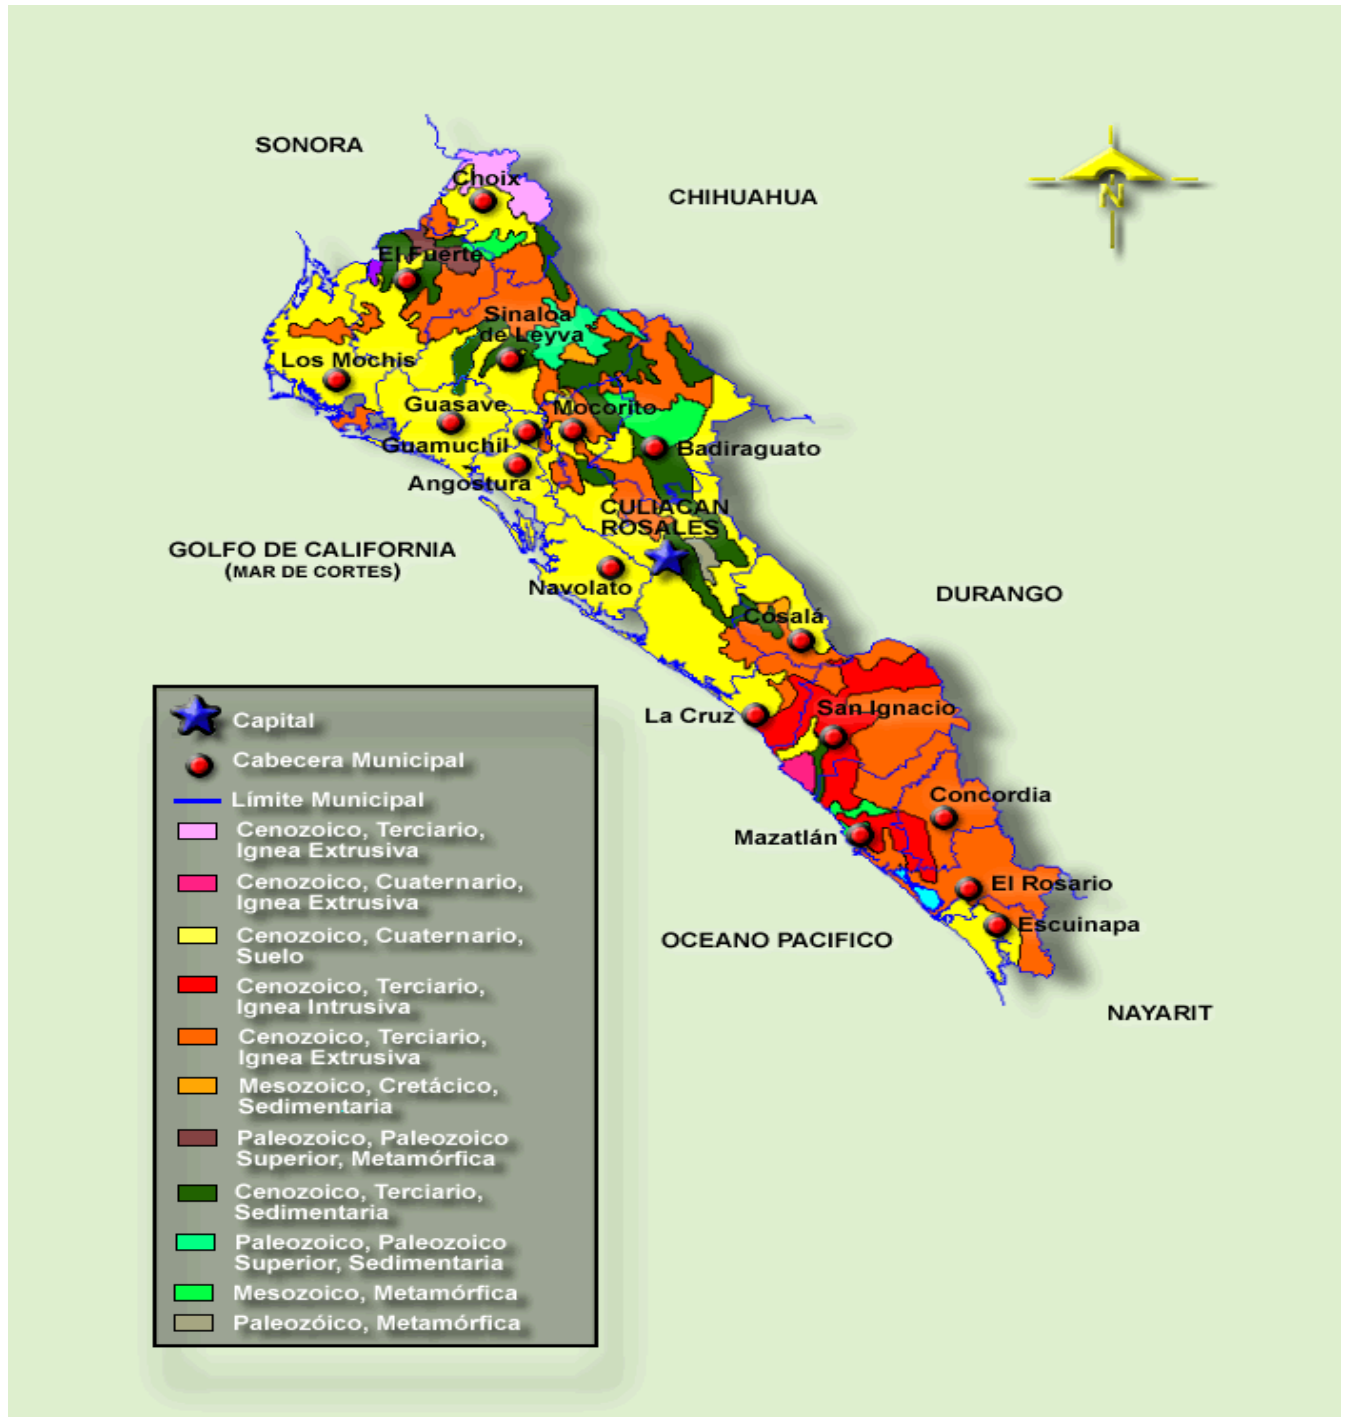 SONORA
CHIHUAHUA
N
Choix
El Fuerte
Sinaloa
de Leyva
Los Mochis
Guasave
Mocorito
Guamuchil
Badiraguato
Angostura
CULIACAN
ROSALES
GOLFO DE CALIFORNIA
(MAR DE CORTES)
Navolato
DURANGO
Cosalá
La Cruz
San Ignacio
Concordia
Mazatlán
El Rosario
Escuinapa
OCEANO PACIFICO
NAYARIT
Capital
Cabecera Municipal
Límite Municipal
Cenozoico, Terciario,
Ignea Extrusiva
Cenozoico, Cuaternario,
Ignea Extrusiva
Cenozoico, Cuaternario,
Suelo
Cenozoico, Terciario,
Ignea Intrusiva
Cenozoico, Terciario,
Ignea Extrusiva
Mesozoico, Cretácico,
Sedimentaria
Paleozoico, Paleozoico
Superior, Metamórfica
Cenozoico, Terciario,
Sedimentaria
Paleozoico, Paleozoico
Superior, Sedimentaria
Mesozoico, Metamórfica
Paleozóico, Metamórfica